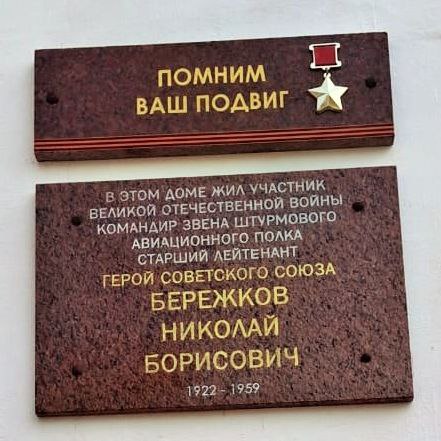 ПОМНИМ
ВАШ ПОДВИГ
В ЭТОМ ДОМЕ ЖИЛ УЧАСТНИК
ВЕЛИКОЙ ОТЕЧЕСТВЕННОЙ ВОЙНЫ
КОМАНДИР ЗВЕНА ШТУРМОВОГО
АВИАЦИОННОГО ПОЛКА
СТАРШИЙ ЛЕЙТЕНАНТ
ГЕРОЙ СОВЕТСКОГО СОЮЗА
БЕРЕЖКОВ
НИКОЛАЙ
БОРИСОВИЧ
1922 - 1959